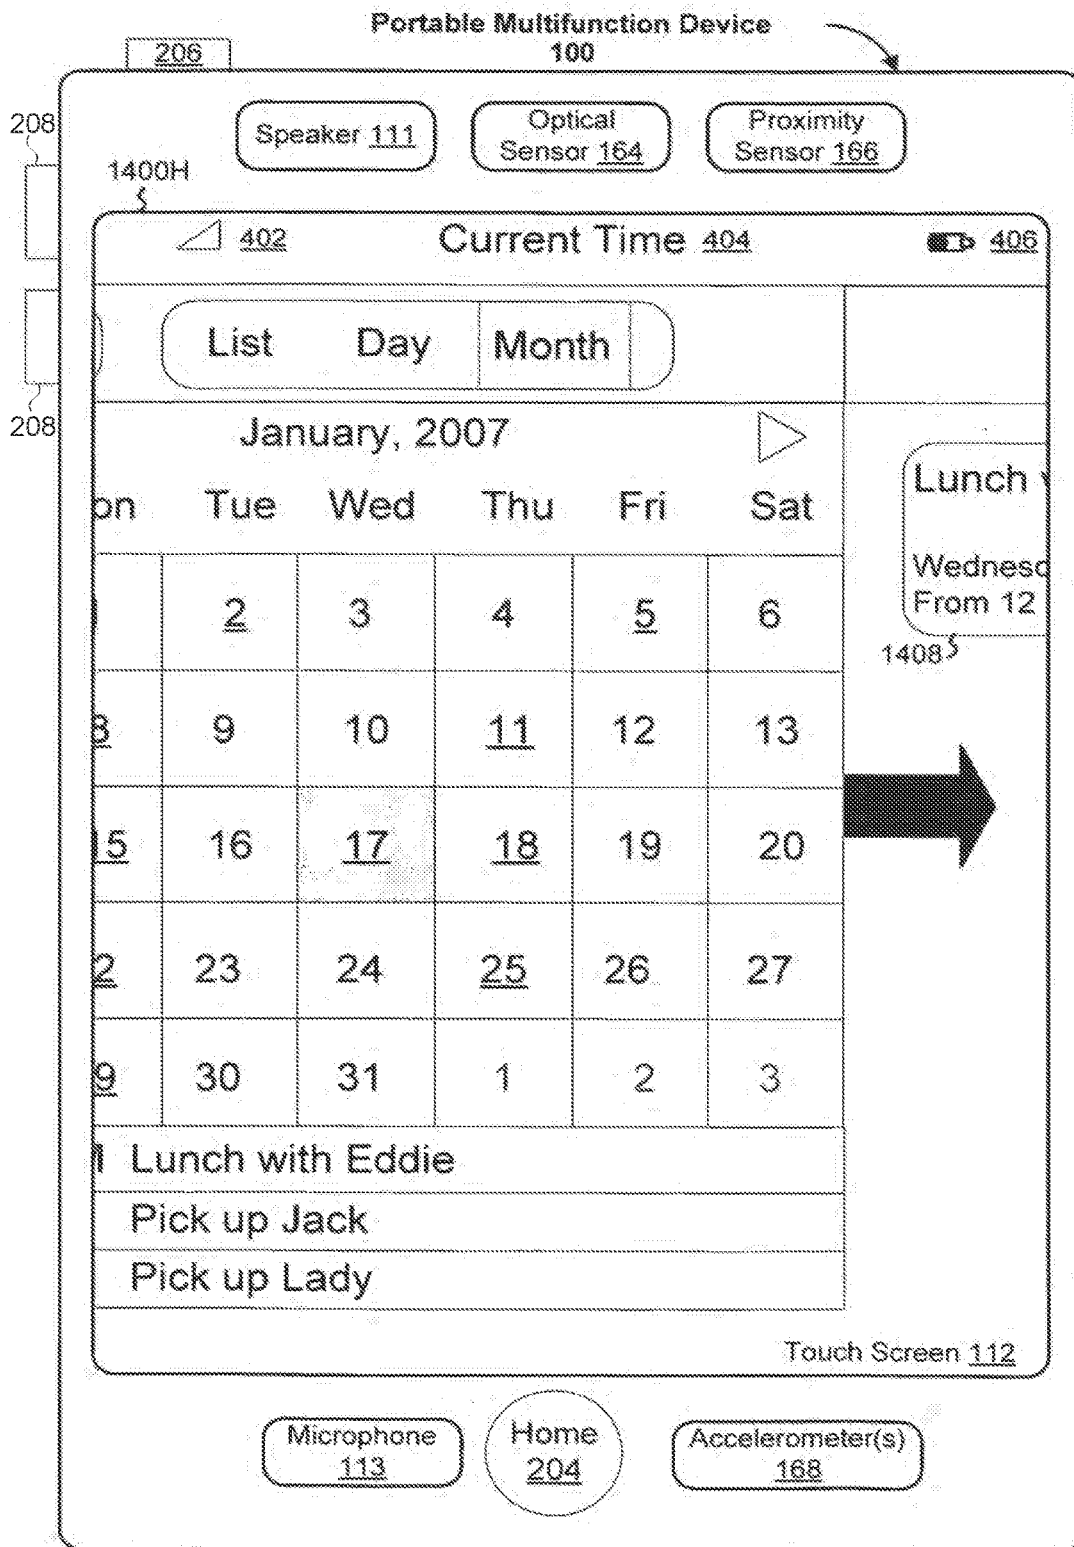 Portable Multifunction Device
100
206
208
Speaker 111
Optical
Sensor 164
Proximity
Sensor 166
1400H
402
Current Time 404
406
208
List Day Month
January, 2007
on Tue Wed Thu Fri Sat
2 3 4 5 6
8 9 10 11 12 13
15 16 17 18 19 20
2 23 24 25 26 27
9 30 31 1 2 3
Lunch
Wednesd
From 12
1408
Lunch with Eddie
Pick up Jack
Pick up Lady
Touch Screen 112
Microphone
113
Home
204
Accelerometer(s)
168